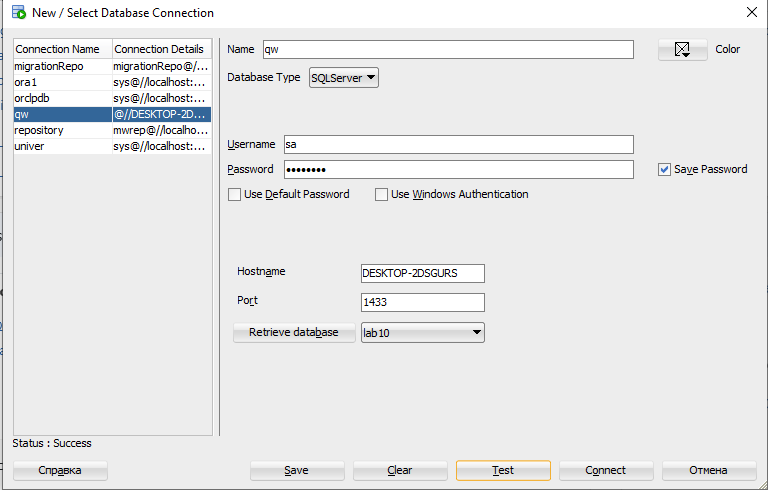 New / Select Database Connection
Connection Name Connection Details
migrationRepo migrationRepo@/...
ora1 sys@//localhost:...
orclpdb sys@//localhost:...
qw @//DESKTOP-2D...
repository mwrep@//localho...
univer sys@//localhost:...
Name qw Color
Database Type SQLServer
Username sa
Password •••••••• Save Password
Use Default Password Use Windows Authentication
Hostname DESKTOP-2DSGURS
Port 1433
Retrieve database lab10
Status : Success
Справка Save Clear Test Connect Отмена